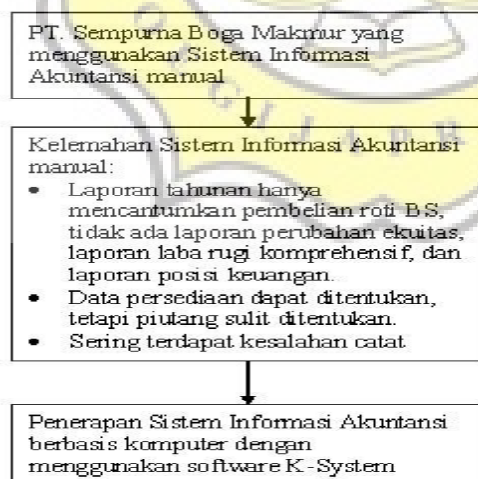 PT. Sempurna Boga Makmur yang
menggunakan Sistem Informasi
Akuntansi manual
Kelemahan Sistem Informasi Akuntansi
manual:
• Laporan tahunan hanya
mencantumkan pembelian roti BS,
tidak ada laporan perubahan ekuitas,
laporan laba rugi komprehensif, dan
laporan posisi keuangan.
• Data persediaan dapat ditentukan,
tetapi piutang sulit ditentukan.
• Sering terdapat kesalahan catat
Penerapan Sistem Informasi Akuntansi
berbasis komputer dengan
menggunakan software K-System